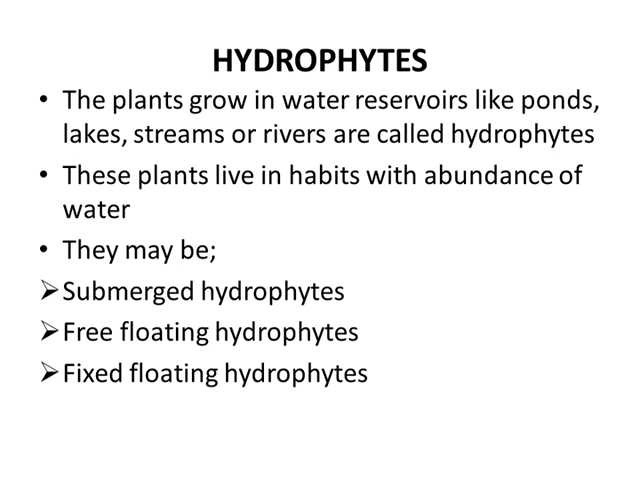 HYDROPHYTES
• The plants grow in water reservoirs like ponds,
lakes, streams or rivers are called hydrophytes
• These plants live in habits with abundance of
water
• They may be;
➢Submerged hydrophytes
➢Free floating hydrophytes
➢Fixed floating hydrophytes